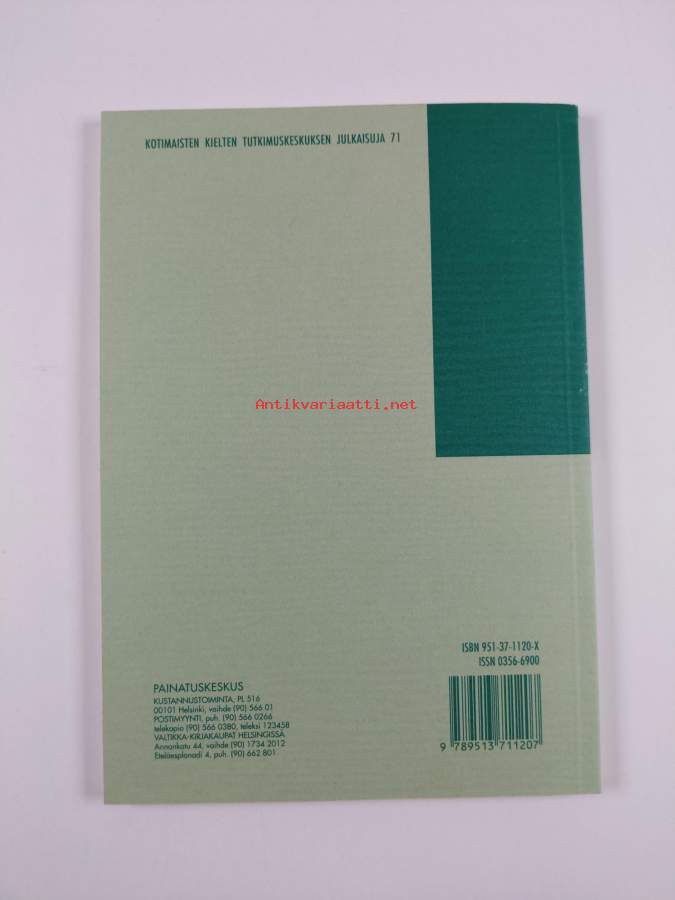 KOTIMAISTEN KIELTEN TUTKIMUSKESKUKSEN JULKAISUJA 71
Antikvariaatti.net
ISBN 951-37-1120-X
ISSN 0356-6900
PAINATUSKESKUS
KUSTANNUSTOIMINTA, PL 516
00101 Helsinki, vaihde (90) 566 01
POSTIMYYNTI, puh. (90) 566 0266
telekopio (90) 566 0380, teleksi 123458
VALTIKKA-KIRJAKAUPAT HELSINGISSÄ
Annankatu 44, vaihde (90) 1734 2012
Eteläesplanadi 4, puh. (90) 662 801
9 789513 711207